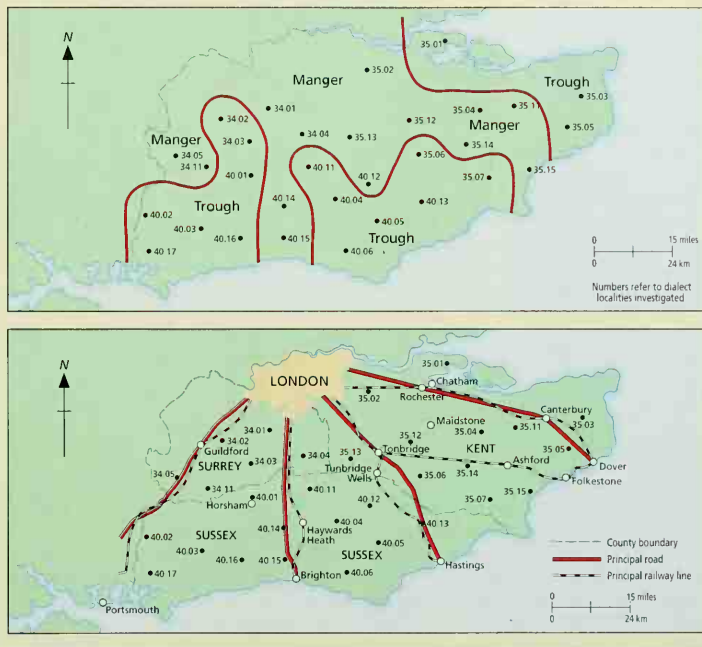 N
35.01
Manger
35.02
Trough
35.03
34.01
35.04
35.11
34.02
35.12
Manger
35.05
Manger
34.03
34.04
35.13
35.14
34.05
35.06
34.11
40.11
35.15
40.01
40.12
35.07
Trough
40.14
40.04
40.13
40.02
40.05
40.03
40.16
40.15
Trough
40.17
40.06
0 15 miles
0 24 km
Numbers refer to dialect
localities investigated
N
35.01
LONDON
Chatham
35.02
Rochester
Canterbury
Maidstone
35.03
34.01
35.04
35.11
Guildford
34.02
35.12
KENT
35.05
Tonbridge
SURREY
34.03
34.04
35.13
Ashford
Dover
Tunbridge
Wells
35.14
34.05
35.06
Folkestone
34.11
40.11
35.15
40.01
35.07
Horsham
40.12
40.14
Haywards
Heath
40.04
40.13
SUSSEX
40.02
SUSSEX
40.05
40.03
40.16
40.15
Hastings
40.17
Brighton
40.06
Portsmouth
County boundary
Principal road
Principal railway line
0 15 miles
0 24 km